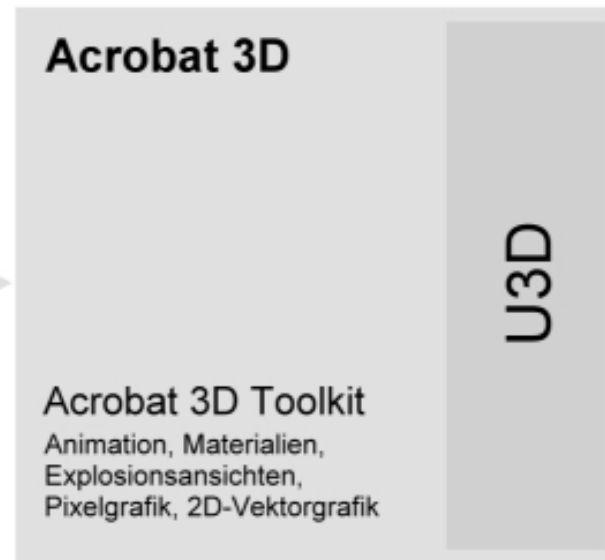 Acrobat 3D
U3D
Acrobat 3D Toolkit
Animation, Materialien,
Explosionsansichten,
Pixelgrafik, 2D-Vektorgrafik